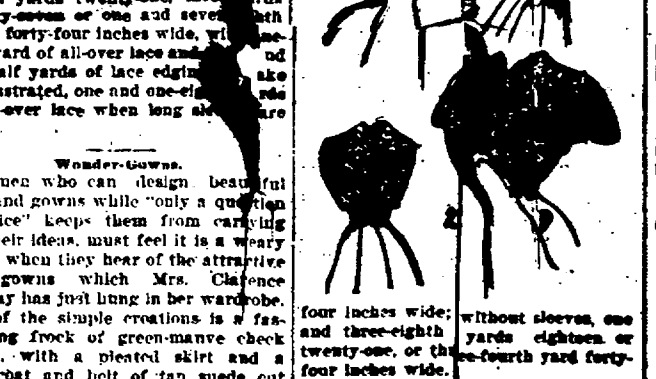 yards twenty-one,
ty-seven or one and seven
forty-four inches wide,
ard of all-over lace and
alf yards of lace edging
strated, one and one-eig
-over lace when long are
Wonder-Gowns.
men who can design beautiful
and gowns while "only a question
ice" keeps them from carrying
eir ideas, must feel it is a weary
when they hear of the attractive
gowns which Mrs. Clarence
ay has just hung in her wardrobe.
of the simple creations is a fas-
ng frock of green-mauve check
, with a pleated skirt and a
coat and belt of tan suede cut
four inches wide;
and three-eighth
twenty-one, or
four inches wide.
without sleeves, one
yards eighteen or
ee-fourth yard forty-